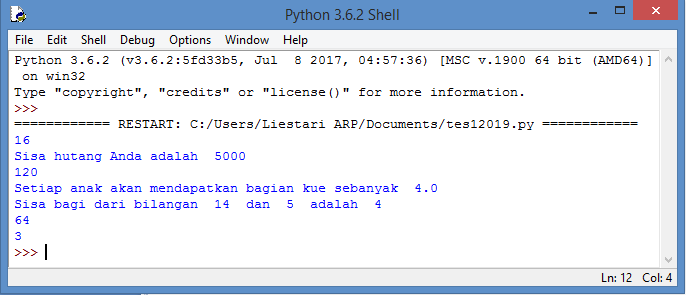 Python 3.6.2 Shell
File Edit Shell Debug Options Window Help
Python 3.6.2 (v3.6.2:5fd33b5, Jul  8 2017, 04:57:36) [MSC v.1900 64 bit (AMD64)]
 on win32
Type "copyright", "credits" or "license()" for more information.
>>>
============ RESTART: C:/Users/Liestari ARP/Documents/tes12019.py ============
16
Sisa hutang Anda adalah  5000
120
Setiap anak akan mendapatkan bagian kue sebanyak  4.0
Sisa bagi dari bilangan  14  dan  5  adalah  4
64
3
>>>
Ln: 12 Col: 4